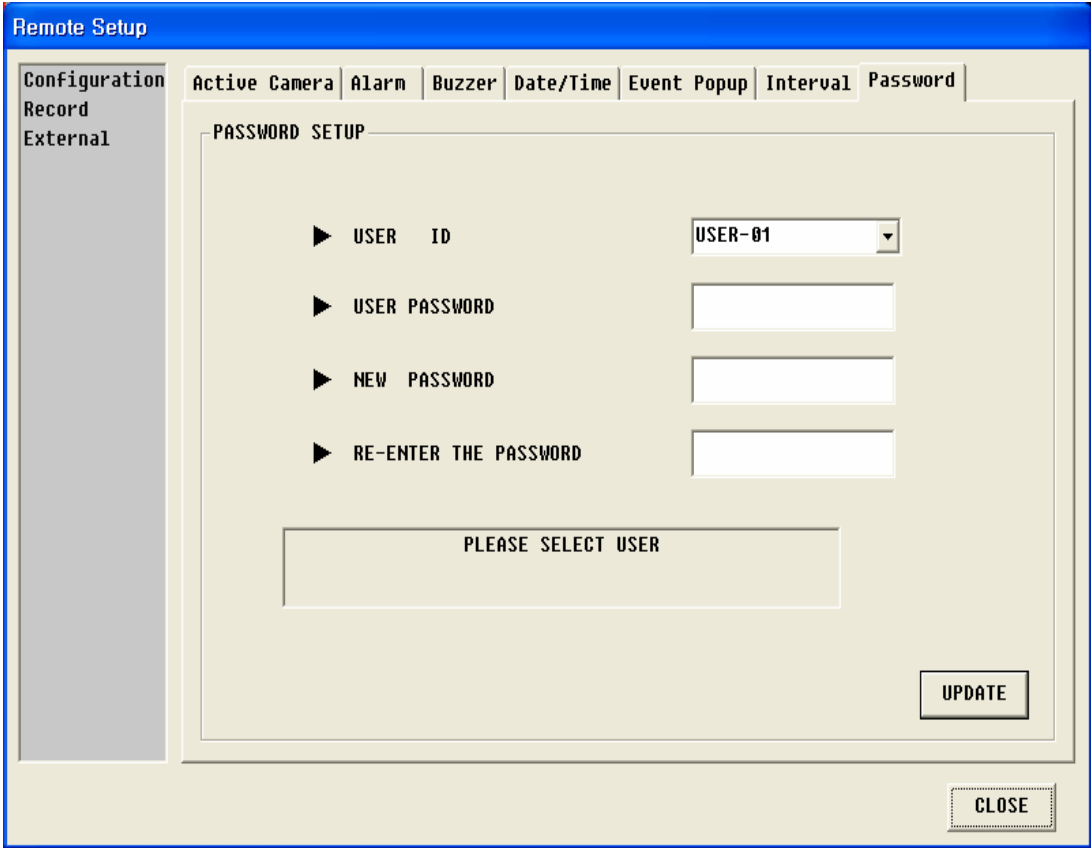 Remote Setup
Configuration
Record
External
Active Camera Alarm Buzzer Date/Time Event Popup Interval Password
PASSWORD SETUP
USER ID
USER-01
USER PASSWORD
NEW PASSWORD
RE-ENTER THE PASSWORD
PLEASE SELECT USER
UPDATE
CLOSE